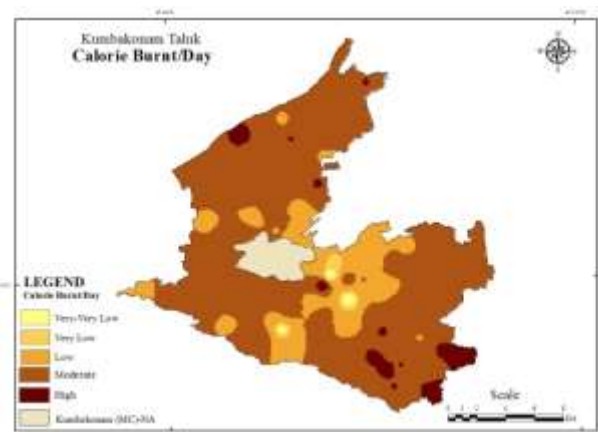 Kumbakonam Taluk
Calorie Burnt/Day
N
LEGEND
Calorie Burnt/Day
Very-Very Low
Very Low
Low
Moderate
High
Kumbakonam (MC)-NA
Scale